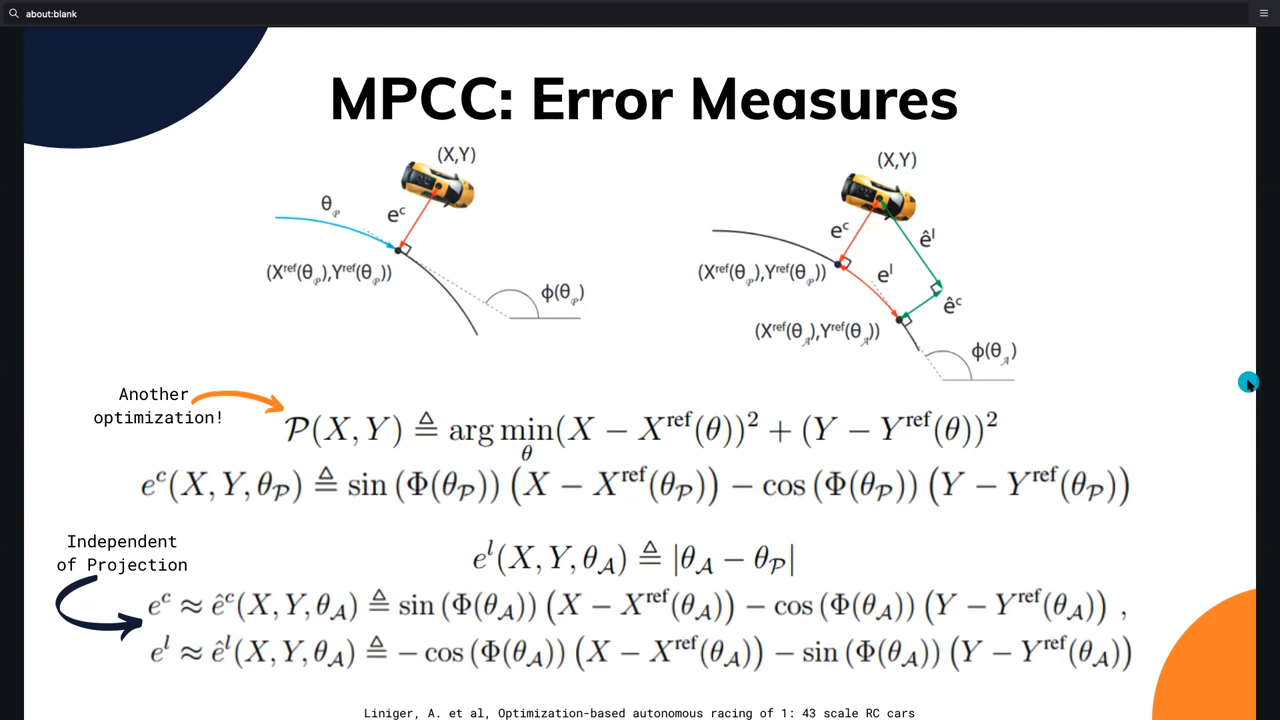 about:blank
MPCC: Error Measures
(X,Y)
θ𝒫
eᶜ
(Xʳᵉᶠ(θ𝒫),Yʳᵉᶠ(θ𝒫))
ϕ(θ𝒫)
(X,Y)
eᶜ
êˡ
(Xʳᵉᶠ(θ𝒫),Yʳᵉᶠ(θ𝒫))
eˡ
êᶜ
(Xʳᵉᶠ(θ𝒜),Yʳᵉᶠ(θ𝒜))
ϕ(θ𝒜)
Another
optimization!
𝒫(X, Y) ≜ arg min_θ (X − Xʳᵉᶠ(θ))² + (Y − Yʳᵉᶠ(θ))²
eᶜ(X, Y, θ𝒫) ≜ sin (Φ(θ𝒫)) (X − Xʳᵉᶠ(θ𝒫)) − cos (Φ(θ𝒫)) (Y − Yʳᵉᶠ(θ𝒫))
Independent
of Projection
eˡ(X, Y, θ𝒜) ≜ |θ𝒜 − θ𝒫|
eᶜ ≈ êᶜ(X, Y, θ𝒜) ≜ sin (Φ(θ𝒜)) (X − Xʳᵉᶠ(θ𝒜)) − cos (Φ(θ𝒜)) (Y − Yʳᵉᶠ(θ𝒜)) ,
eˡ ≈ êˡ(X, Y, θ𝒜) ≜ − cos (Φ(θ𝒜)) (X − Xʳᵉᶠ(θ𝒜)) − sin (Φ(θ𝒜)) (Y − Yʳᵉᶠ(θ𝒜))
Liniger, A. et al, Optimization-based autonomous racing of 1: 43 scale RC cars